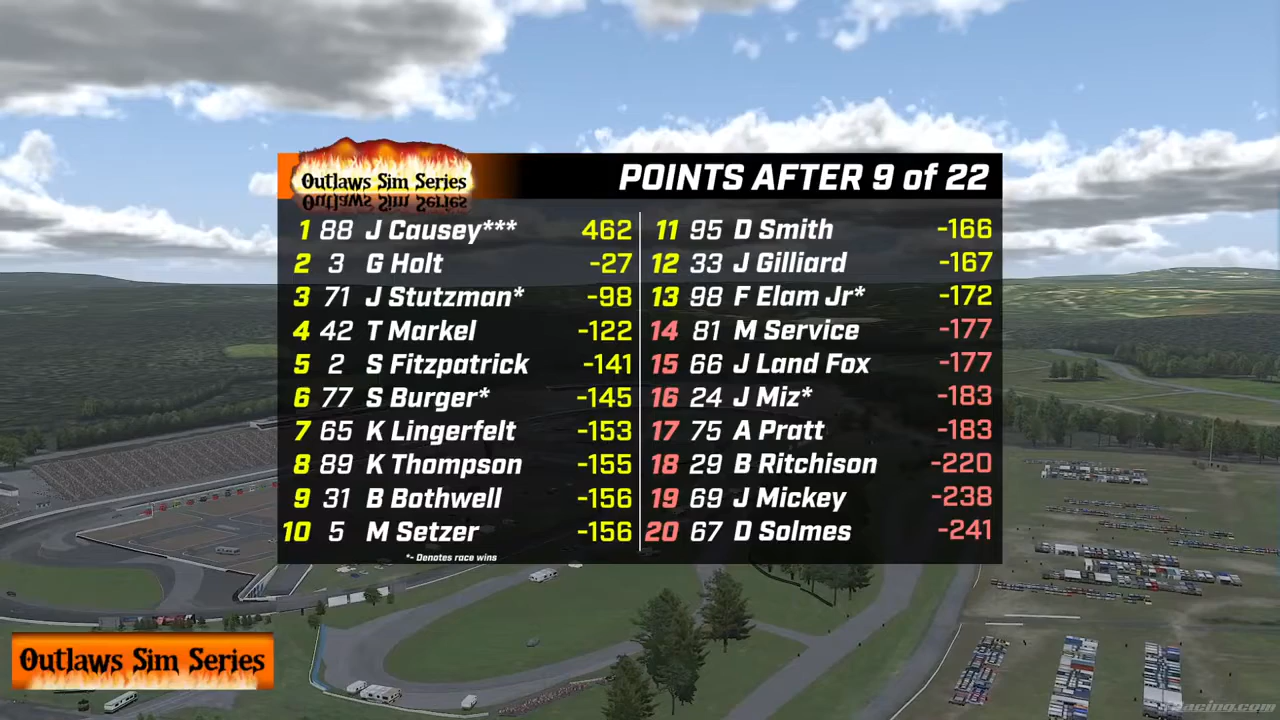 Outlaws Sim Series
POINTS AFTER 9 of 22
1 88 J Causey*** 462
2 3 G Holt -27
3 71 J Stutzman* -98
4 42 T Markel -122
5 2 S Fitzpatrick -141
6 77 S Burger* -145
7 65 K Lingerfelt -153
8 89 K Thompson -155
9 31 B Bothwell -156
10 5 M Setzer -156
11 95 D Smith -166
12 33 J Gilliard -167
13 98 F Elam Jr* -172
14 81 M Service -177
15 66 J Land Fox -177
16 24 J Miz* -183
17 75 A Pratt -183
18 29 B Ritchison -220
19 69 J Mickey -238
20 67 D Solmes -241
*- Denotes race wins
Outlaws Sim Series
iracing.com